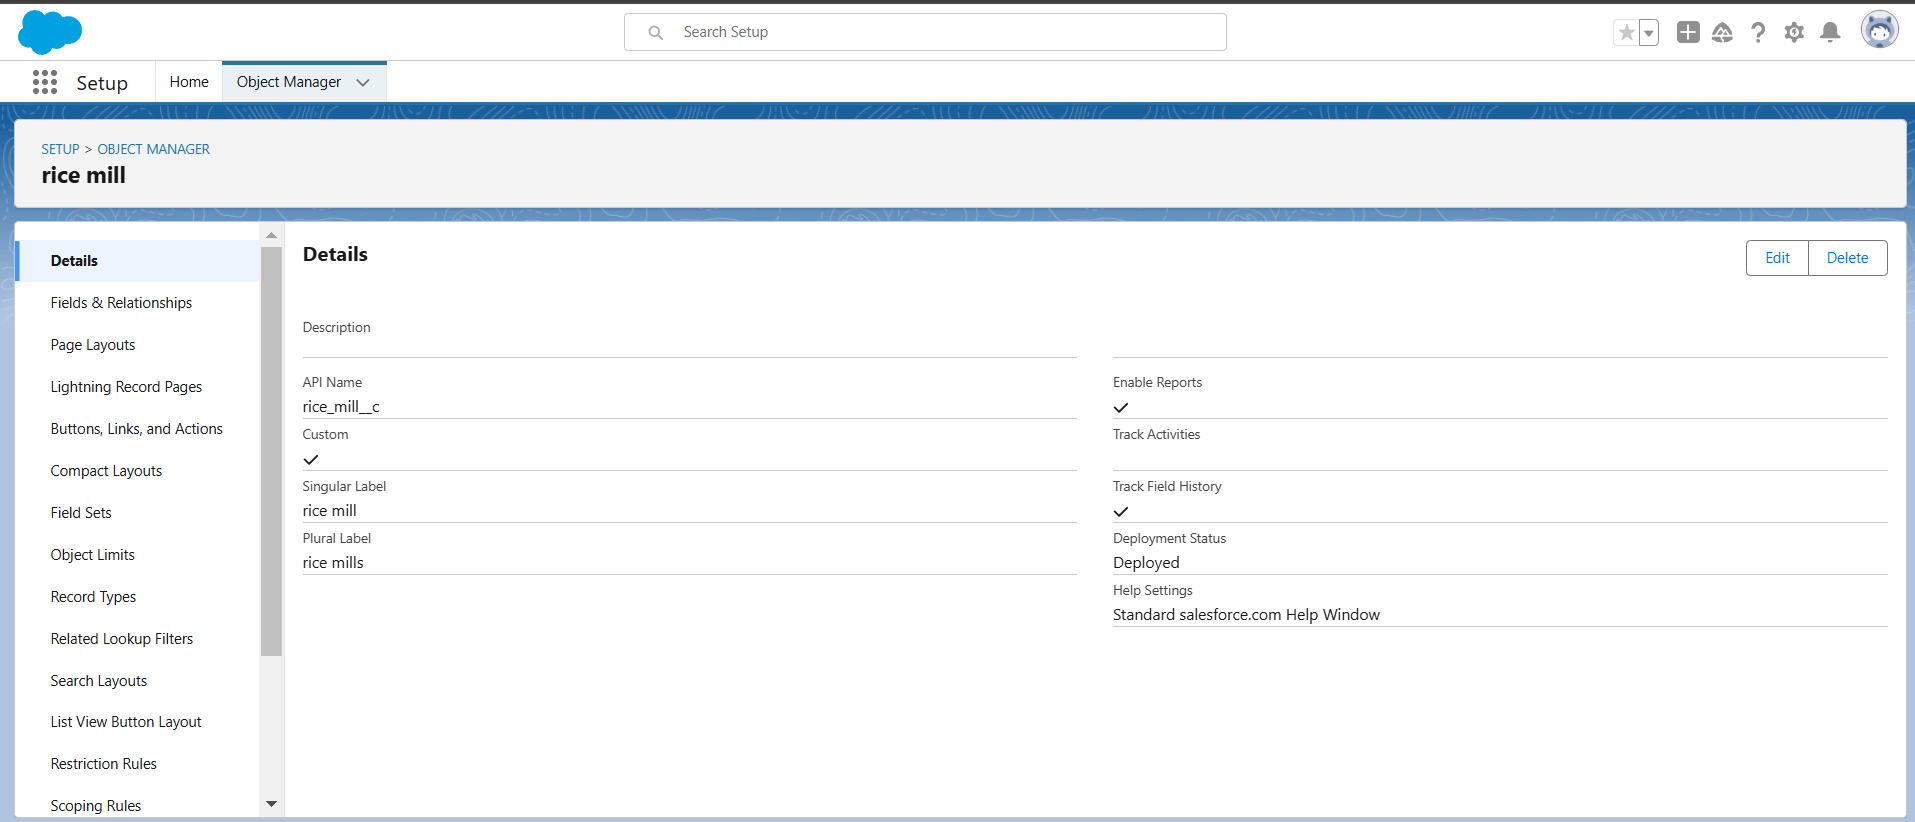 Search Setup
Setup
Home
Object Manager
SETUP > OBJECT MANAGER
rice mill
Details
Fields & Relationships
Page Layouts
Lightning Record Pages
Buttons, Links, and Actions
Compact Layouts
Field Sets
Object Limits
Record Types
Related Lookup Filters
Search Layouts
List View Button Layout
Restriction Rules
Scoping Rules
Details
Edit
Delete
Description
API Name
rice_mill__c
Custom
Singular Label
rice mill
Plural Label
rice mills
Enable Reports
Track Activities
Track Field History
Deployment Status
Deployed
Help Settings
Standard salesforce.com Help Window